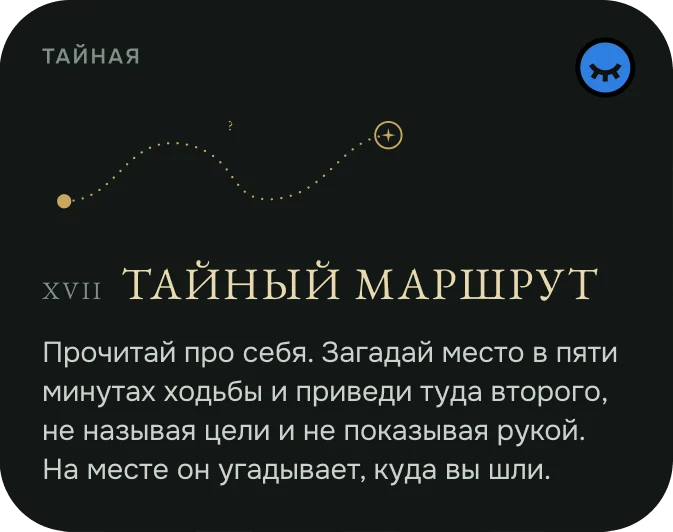 ТАЙНАЯ
?
XVII ТАЙНЫЙ МАРШРУТ
Прочитай про себя. Загадай место в пяти
минутах ходьбы и приведи туда второго,
не называя цели и не показывая рукой.
На месте он угадывает, куда вы шли.